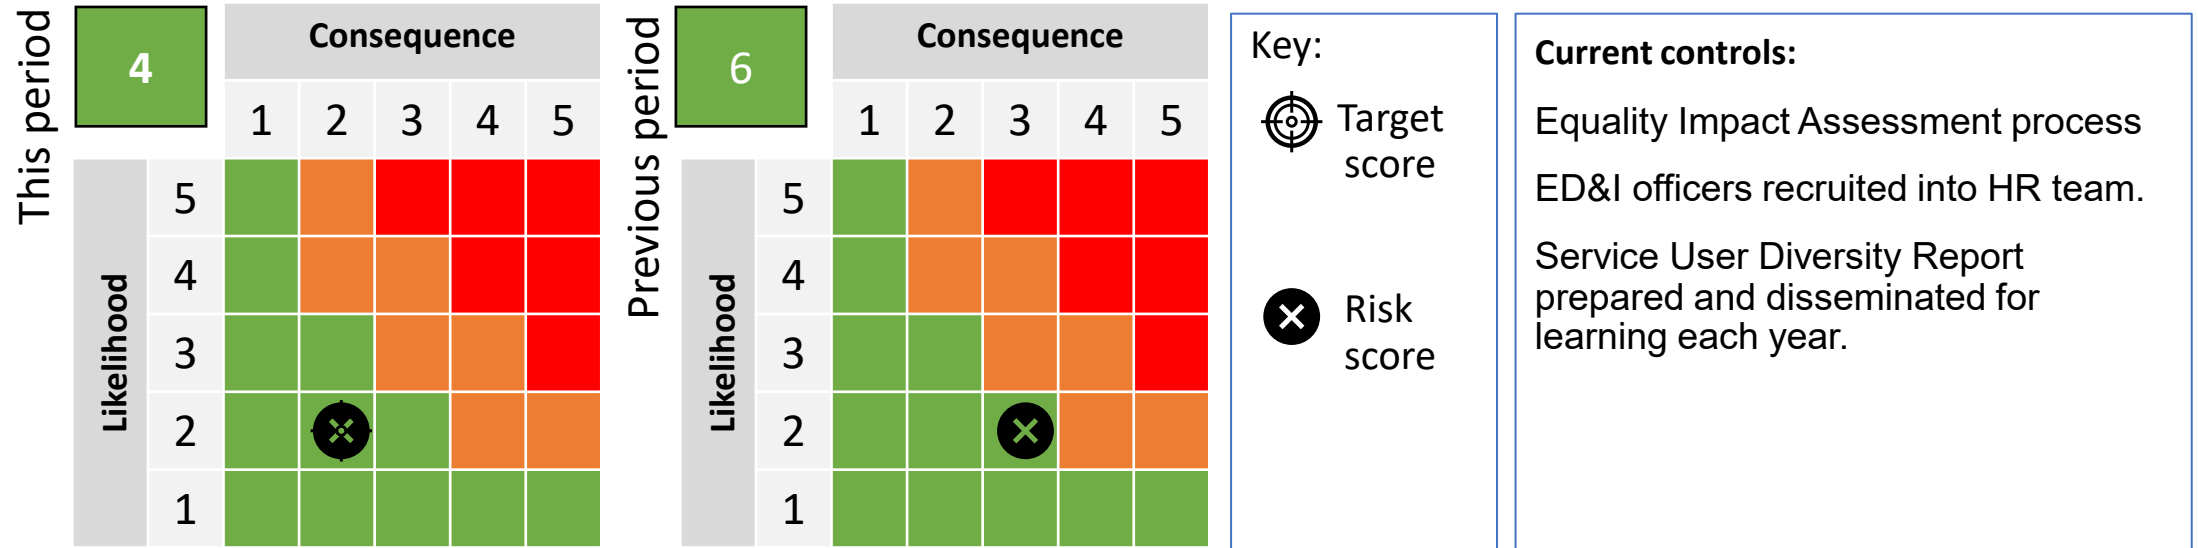 This period
4
Consequence
1 2 3 4 5
Likelihood
5
4
3
2
1
Previous period
6
Consequence
1 2 3 4 5
Likelihood
5
4
3
2
1
Key:
Target
score
Risk
score
Current controls:
Equality Impact Assessment process
ED&I officers recruited into HR team.
Service User Diversity Report
prepared and disseminated for
learning each year.